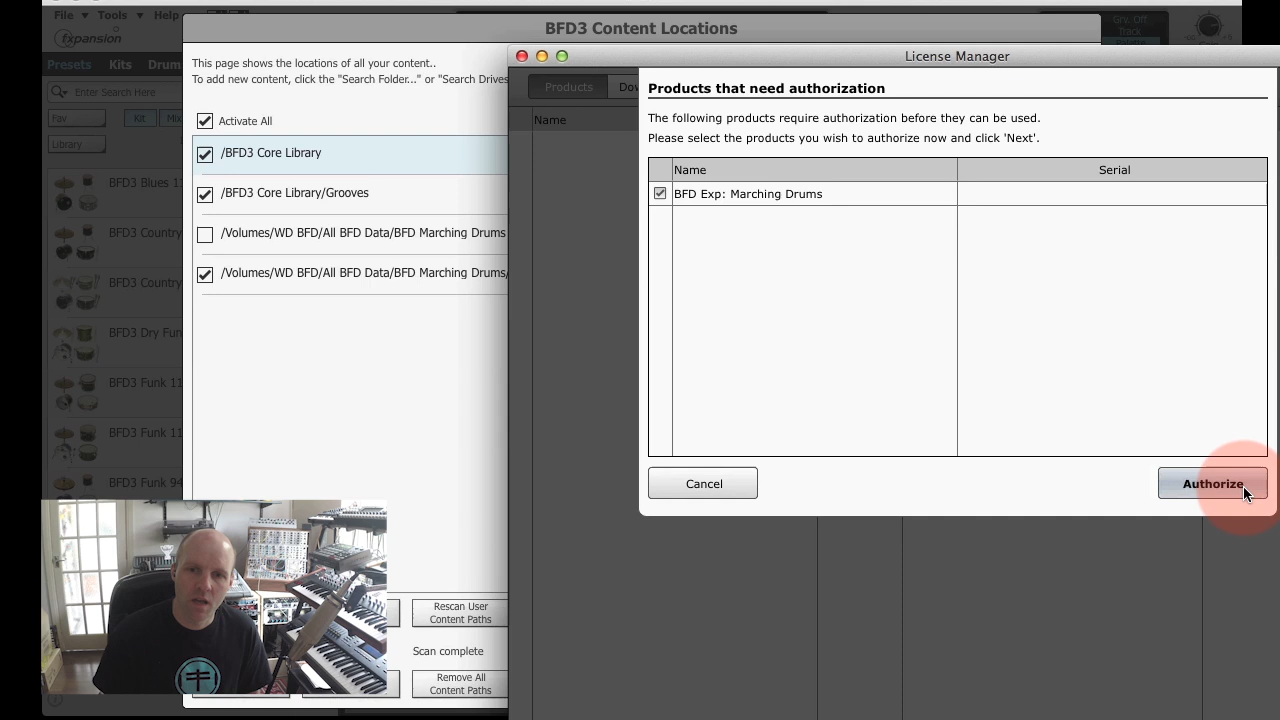 File
Tools
Help
fxpansion
Presets
Kits
Drum
Enter Search Here
Fav
Kit
Mix
Library
BFD3 Blues 11
BFD3 Country
BFD3 Country
BFD3 Dry Fun
BFD3 Funk 11
BFD3 Funk 11
BFD3 Funk 94
Grv. Off
Track
BFD3 Content Locations
This page shows the locations of all your content..
To add new content, click the "Search Folder..." or "Search Drives
Activate All
/BFD3 Core Library
/BFD3 Core Library/Grooves
/Volumes/WD BFD/All BFD Data/BFD Marching Drums
/Volumes/WD BFD/All BFD Data/BFD Marching Drums/
Rescan User
Content Paths
Scan complete
Remove All
Content Paths
License Manager
Products
Dow
Name
Products that need authorization
The following products require authorization before they can be used.
Please select the products you wish to authorize now and click 'Next'.
Name
Serial
BFD Exp: Marching Drums
Cancel
Authorize